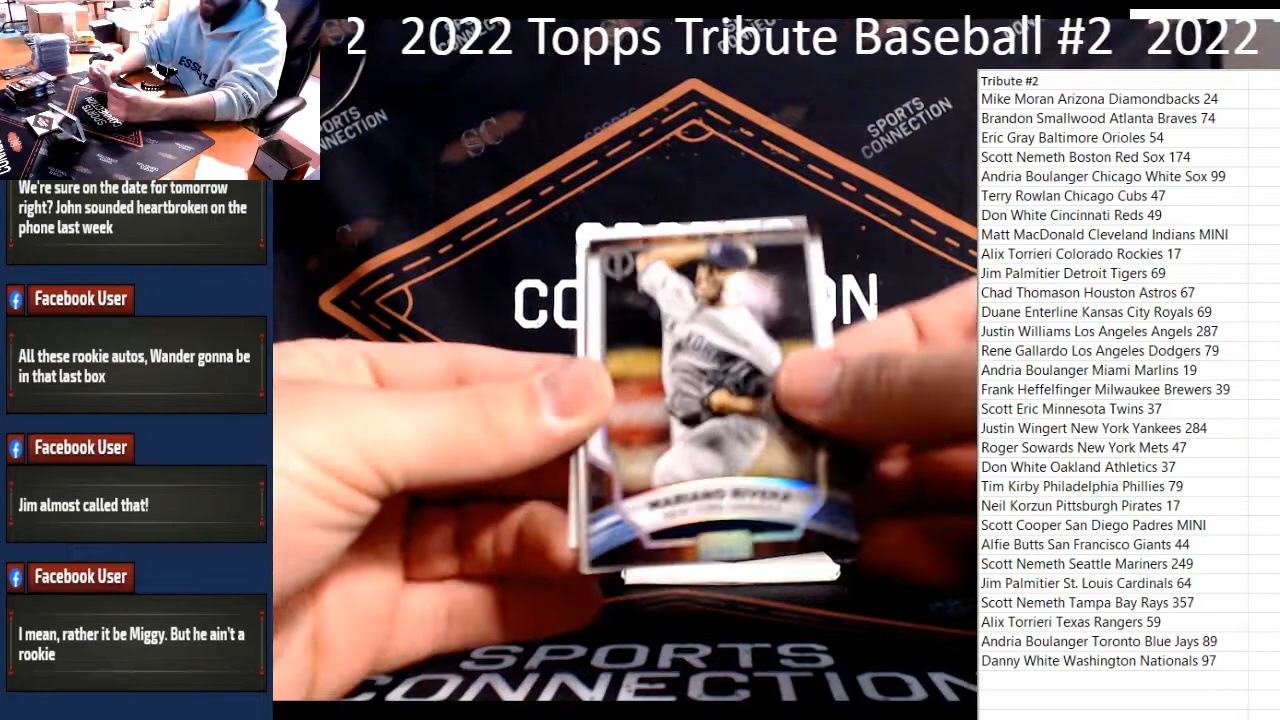 2 2022 Topps Tribute Baseball #2 2022
ESSENTIALS
SPORTS
CONNECTION
We're sure on the date for tomorrow
right? John sounded heartbroken on the
phone last week
Facebook User
All these rookie autos, Wander gonna be
in that last box
Facebook User
Jim almost called that!
Facebook User
I mean, rather it be Miggy. But he ain't a
rookie
SPORTS
CONNECTION
SC
SPORTS
CONNECTION
MARIANO RIVERA
SPORTS
CONNECTION
Tribute #2
Mike Moran Arizona Diamondbacks 24
Brandon Smallwood Atlanta Braves 74
Eric Gray Baltimore Orioles 54
Scott Nemeth Boston Red Sox 174
Andria Boulanger Chicago White Sox 99
Terry Rowlan Chicago Cubs 47
Don White Cincinnati Reds 49
Matt MacDonald Cleveland Indians MINI
Alix Torrieri Colorado Rockies 17
Jim Palmitier Detroit Tigers 69
Chad Thomason Houston Astros 67
Duane Enterline Kansas City Royals 69
Justin Williams Los Angeles Angels 287
Rene Gallardo Los Angeles Dodgers 79
Andria Boulanger Miami Marlins 19
Frank Heffelfinger Milwaukee Brewers 39
Scott Eric Minnesota Twins 37
Justin Wingert New York Yankees 284
Roger Sowards New York Mets 47
Don White Oakland Athletics 37
Tim Kirby Philadelphia Phillies 79
Neil Korzun Pittsburgh Pirates 17
Scott Cooper San Diego Padres MINI
Alfie Butts San Francisco Giants 44
Scott Nemeth Seattle Mariners 249
Jim Palmitier St. Louis Cardinals 64
Scott Nemeth Tampa Bay Rays 357
Alix Torrieri Texas Rangers 59
Andria Boulanger Toronto Blue Jays 89
Danny White Washington Nationals 97